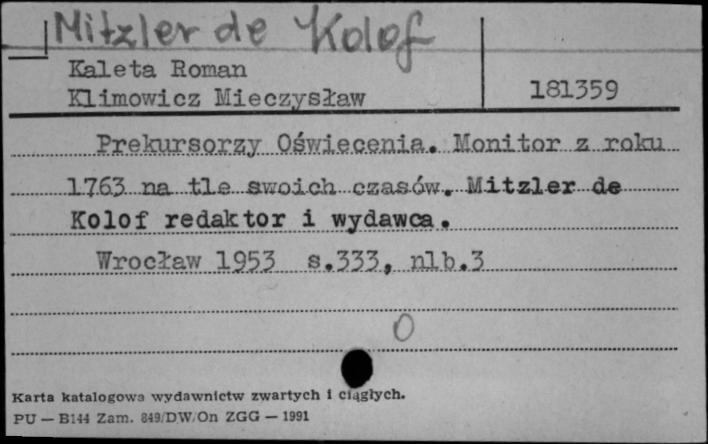 Mitzler de Kolof
Kaleta Roman
Klimowicz Mieczysław
181359
Prekursorzy Oświecenia. Monitor z roku
1763 na tle swoich czasów. Mitzler de
Kolof redaktor i wydawca.
Wrocław 1953 s.333, nlb.3
O
Karta katalogowa wydawnictw zwartych i ciągłych.
PU — B144 Zam. 849/DW/On ZGG — 1991